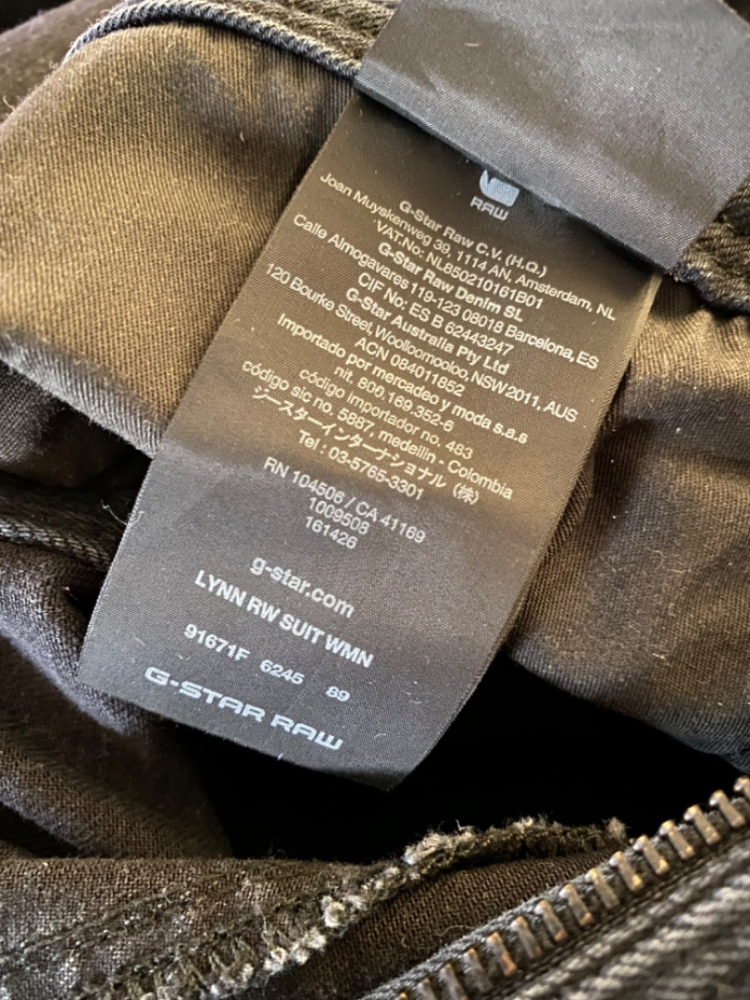 RAW
G-Star Raw C.V. (H.Q.)
Joan Muyskenweg 39, 1114 AN, Amsterdam, NL
VAT.No: NL850210161B01
G-Star Raw Denim SL
Calle Almogavares 119-123 08018 Barcelona, ES
CIF No: ES B 62443247
G-Star Australia Pty Ltd
120 Bourke Street, Woolloomooloo, NSW 2011, AUS
ACN 084011852
Importado por mercadeo y moda s.a.s
nit. 800.169.352-6
código importador no. 483
código sic no. 5887, medellin - Colombia
ジースターインターナショナル (株)
Tel : 03-5765-3301
RN 104506 / CA 41169
1009508
161426
g-star.com
LYNN RW SUIT WMN
91671F 6245 89
G-STAR RAW